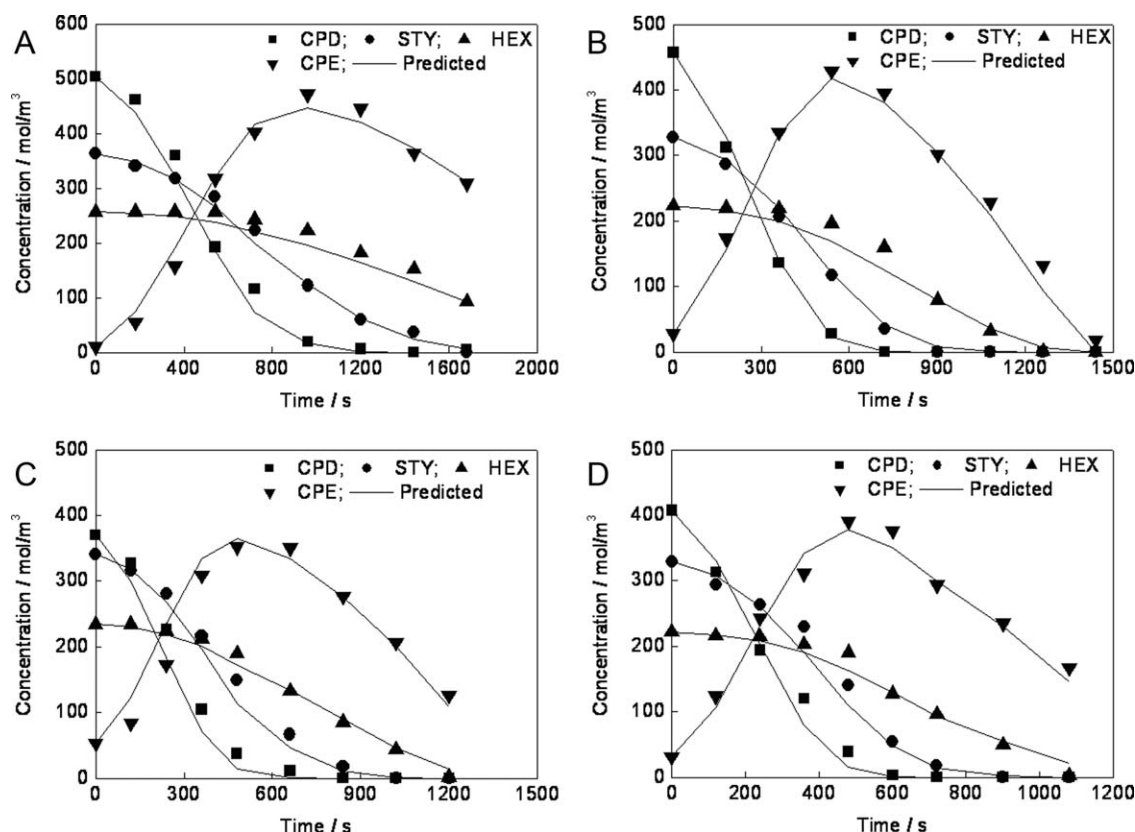 A
CPD; STY; HEX
CPE; Predicted
600
500
400
300
200
100
0
Concentration / mol/m³
0 400 800 1200 1600 2000
Time / s
B
CPD; STY; HEX
CPE; Predicted
500
400
300
200
100
0
Concentration / mol/m³
0 300 600 900 1200 1500
Time / s
C
CPD; STY; HEX
CPE; Predicted
500
400
300
200
100
0
Concentration / mol/m³
0 300 600 900 1200 1500
Time / s
D
CPD; STY; HEX
CPE; Predicted
500
400
300
200
100
0
Concentration / mol/m³
0 200 400 600 800 1000 1200
Time / s